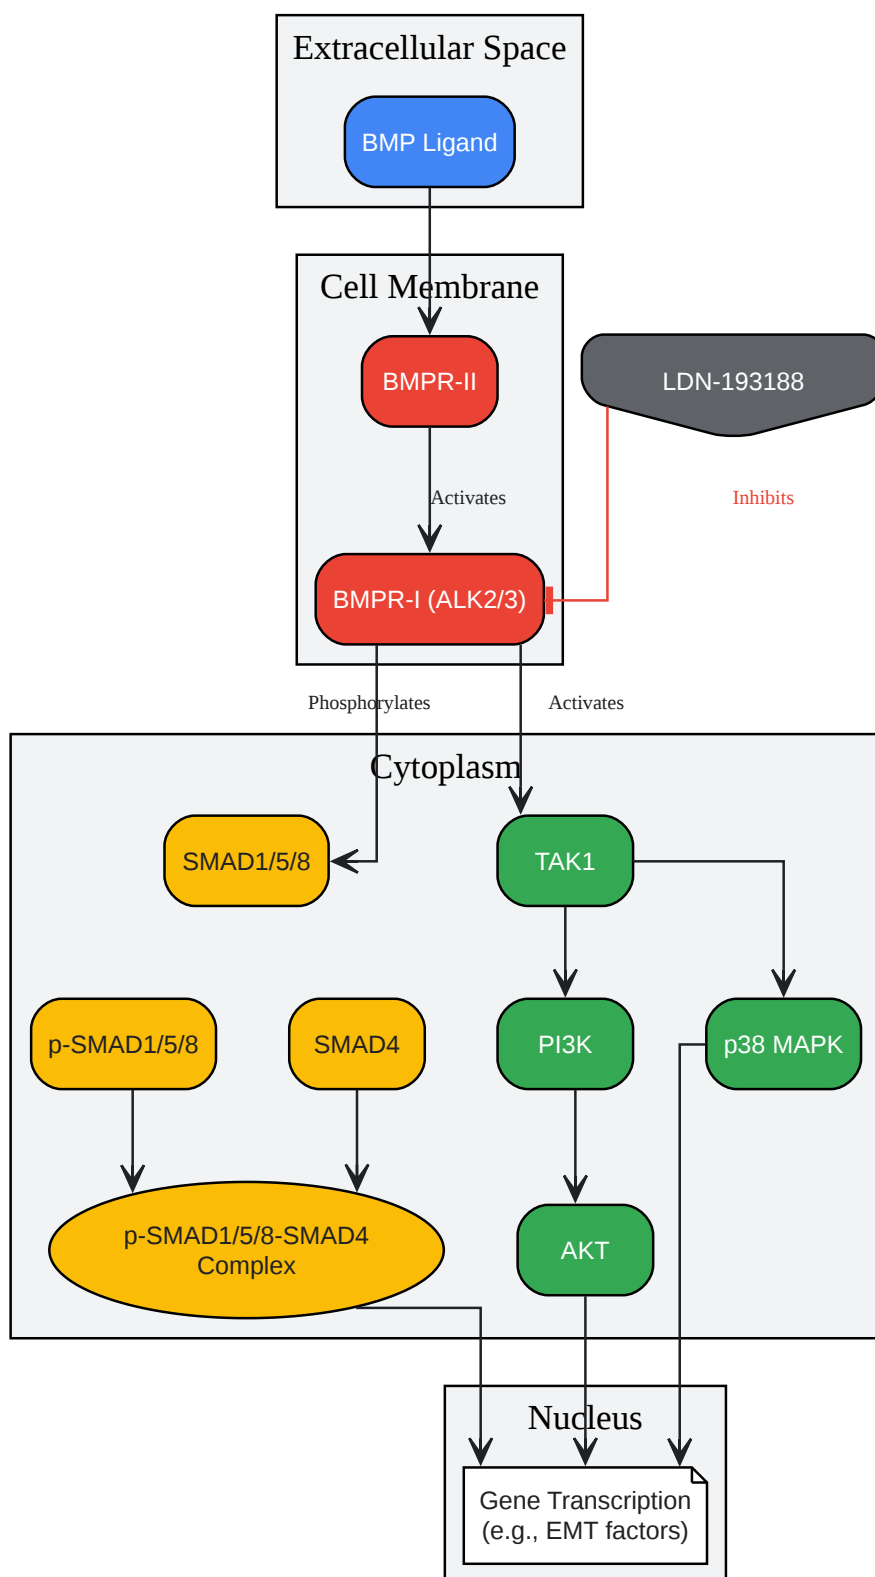 Extracellular Space
BMP Ligand
Cell Membrane
BMPR-II
LDN-193188
Activates
Inhibits
BMPR-I (ALK2/3)
Phosphorylates
Activates
Cytoplasm
SMAD1/5/8
TAK1
p-SMAD1/5/8
SMAD4
PI3K
p38 MAPK
p-SMAD1/5/8-SMAD4
Complex
AKT
Nucleus
Gene Transcription
(e.g., EMT factors)